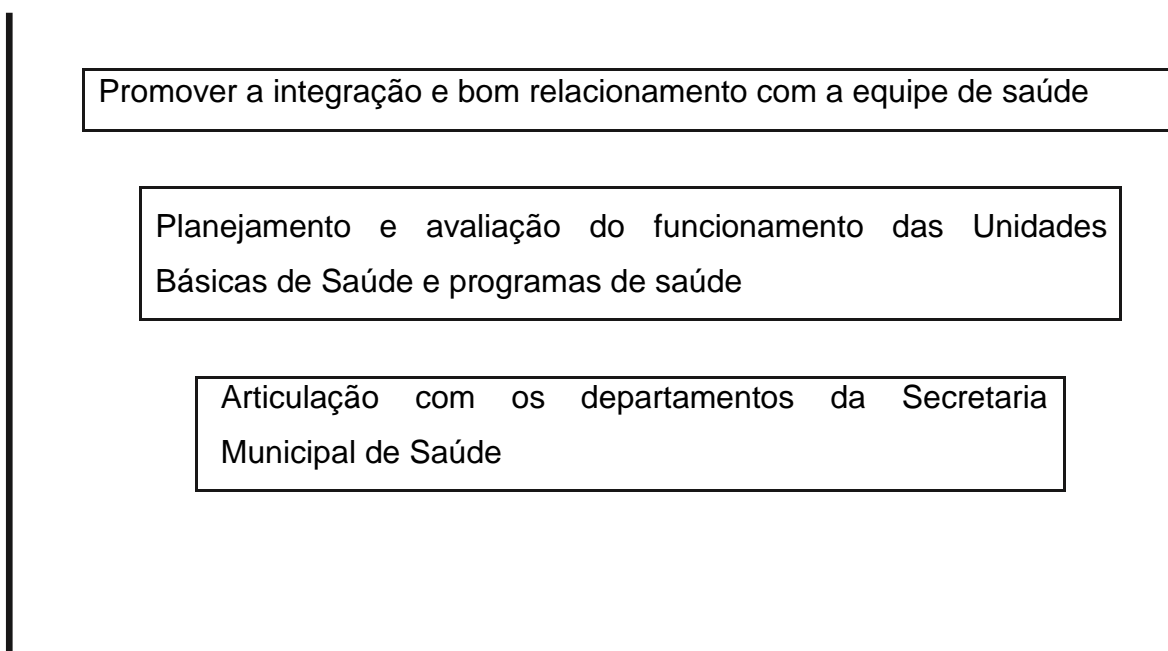 Promover a integração e bom relacionamento com a equipe de saúde
Planejamento e avaliação do funcionamento das Unidades
Básicas de Saúde e programas de saúde
Articulação com os departamentos da Secretaria
Municipal de Saúde